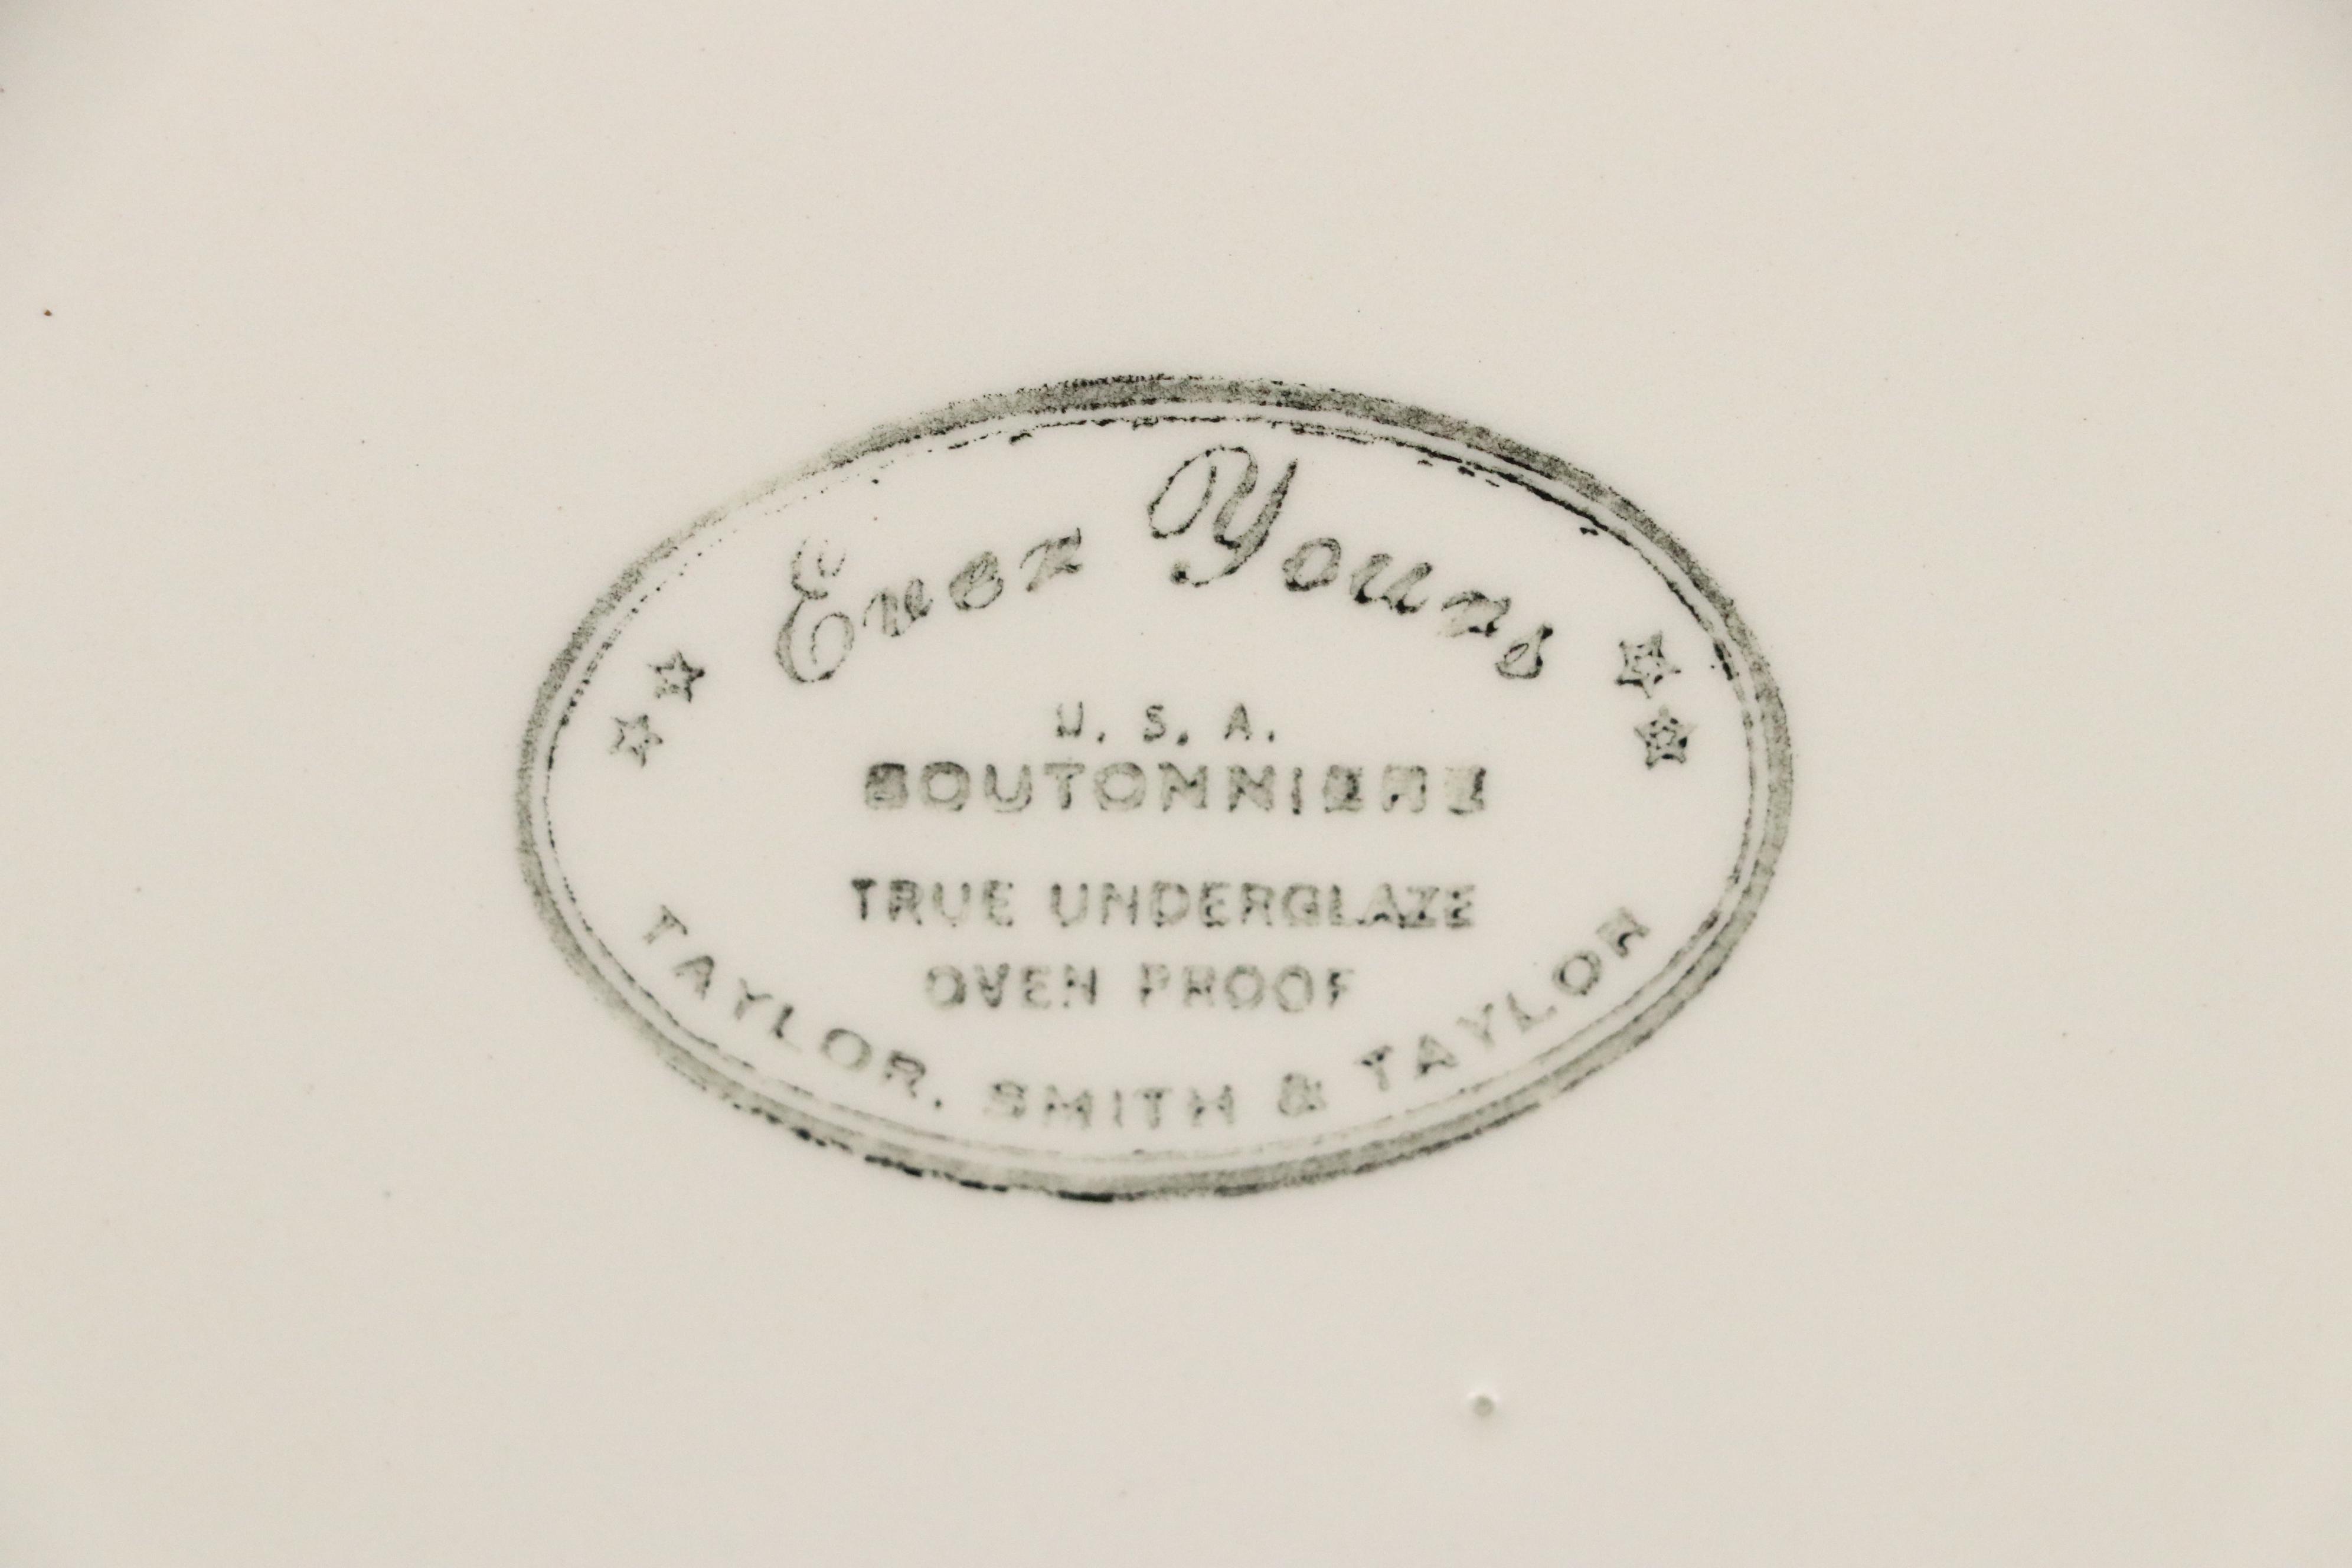 Ever Yours
U. S. A.
BOUTONNIERE
TRUE UNDERGLAZE
OVEN PROOF
TAYLOR, SMITH & TAYLOR